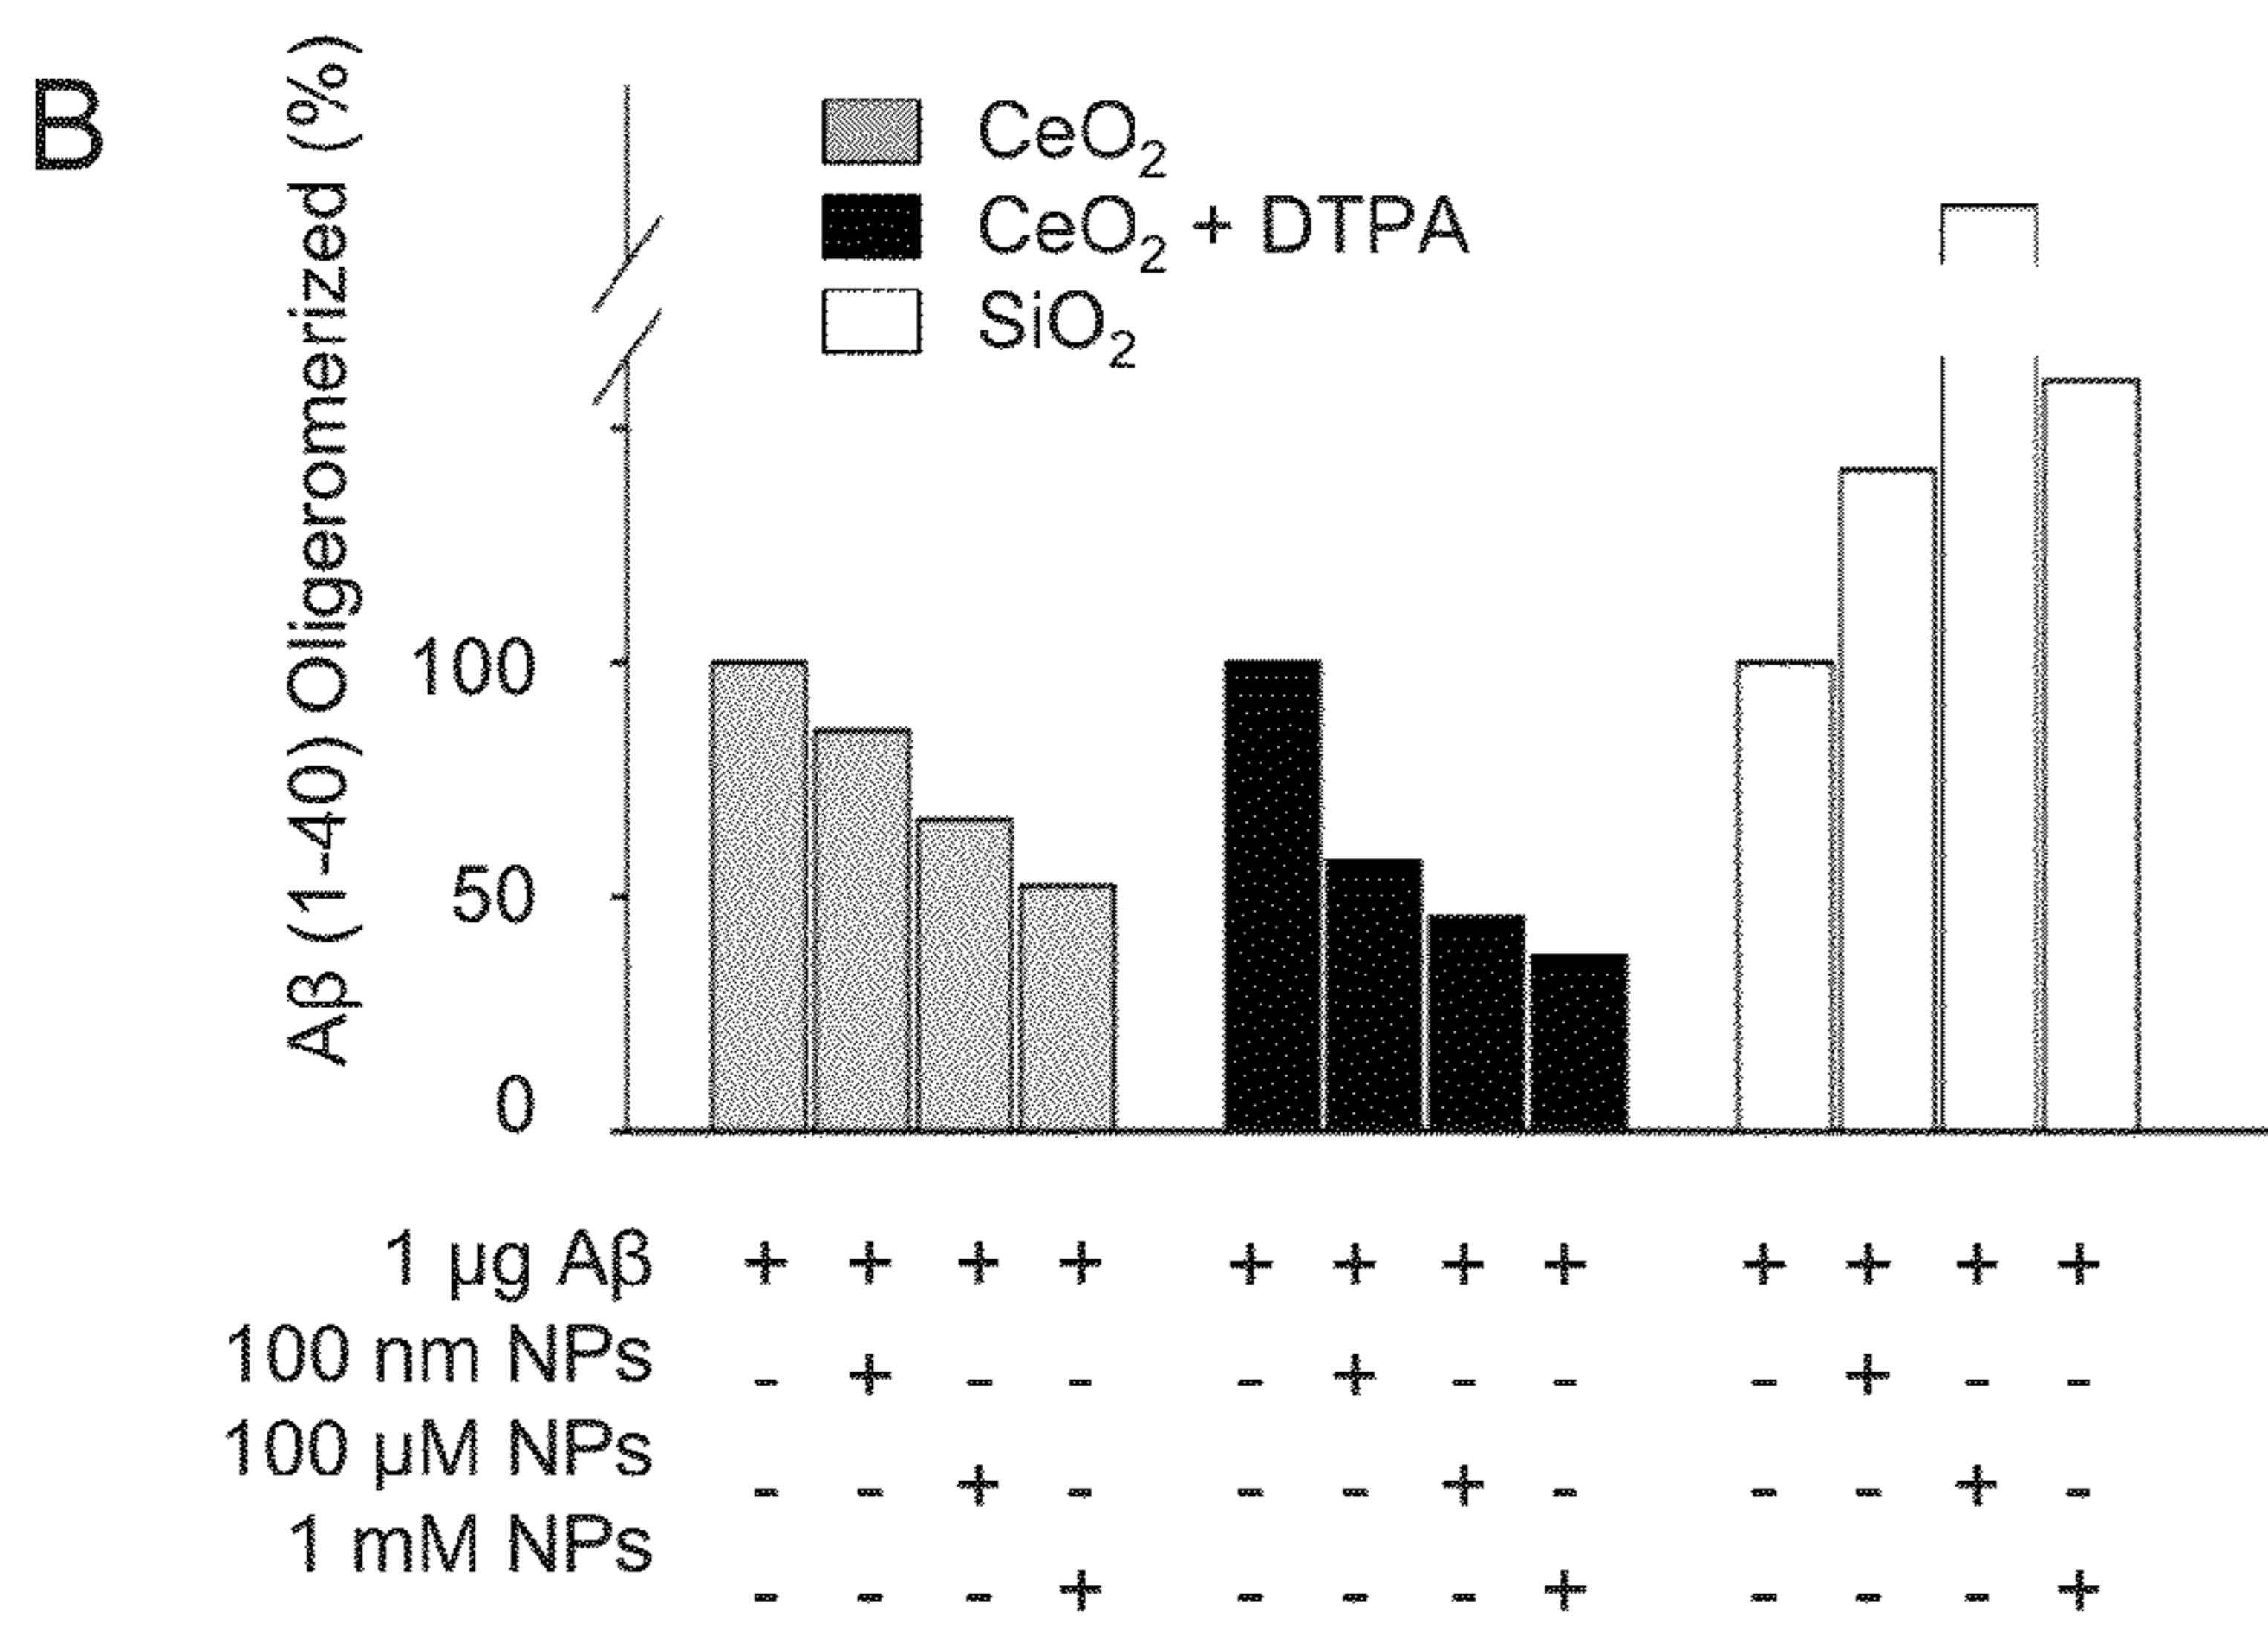 B
Aβ (1-40) Olligeromerized (%)
CeO₂
CeO₂ + DTPA
SiO₂
100
50
0
1 µg Aβ + + + + + + + + + + + +
100 nm NPs - + - - - + - - - + - -
100 µM NPs - - + - - - + - - - + -
1 mM NPs - - - + - - - + - - - +